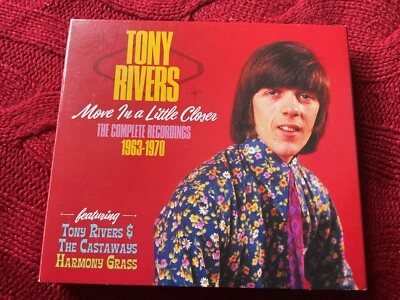 TONY
RIVERS
Move In a Little Closer
THE COMPLETE RECORDINGS
1963-1970
featuring
TONY RIVERS &
THE CASTAWAYS
HARMONY GRASS